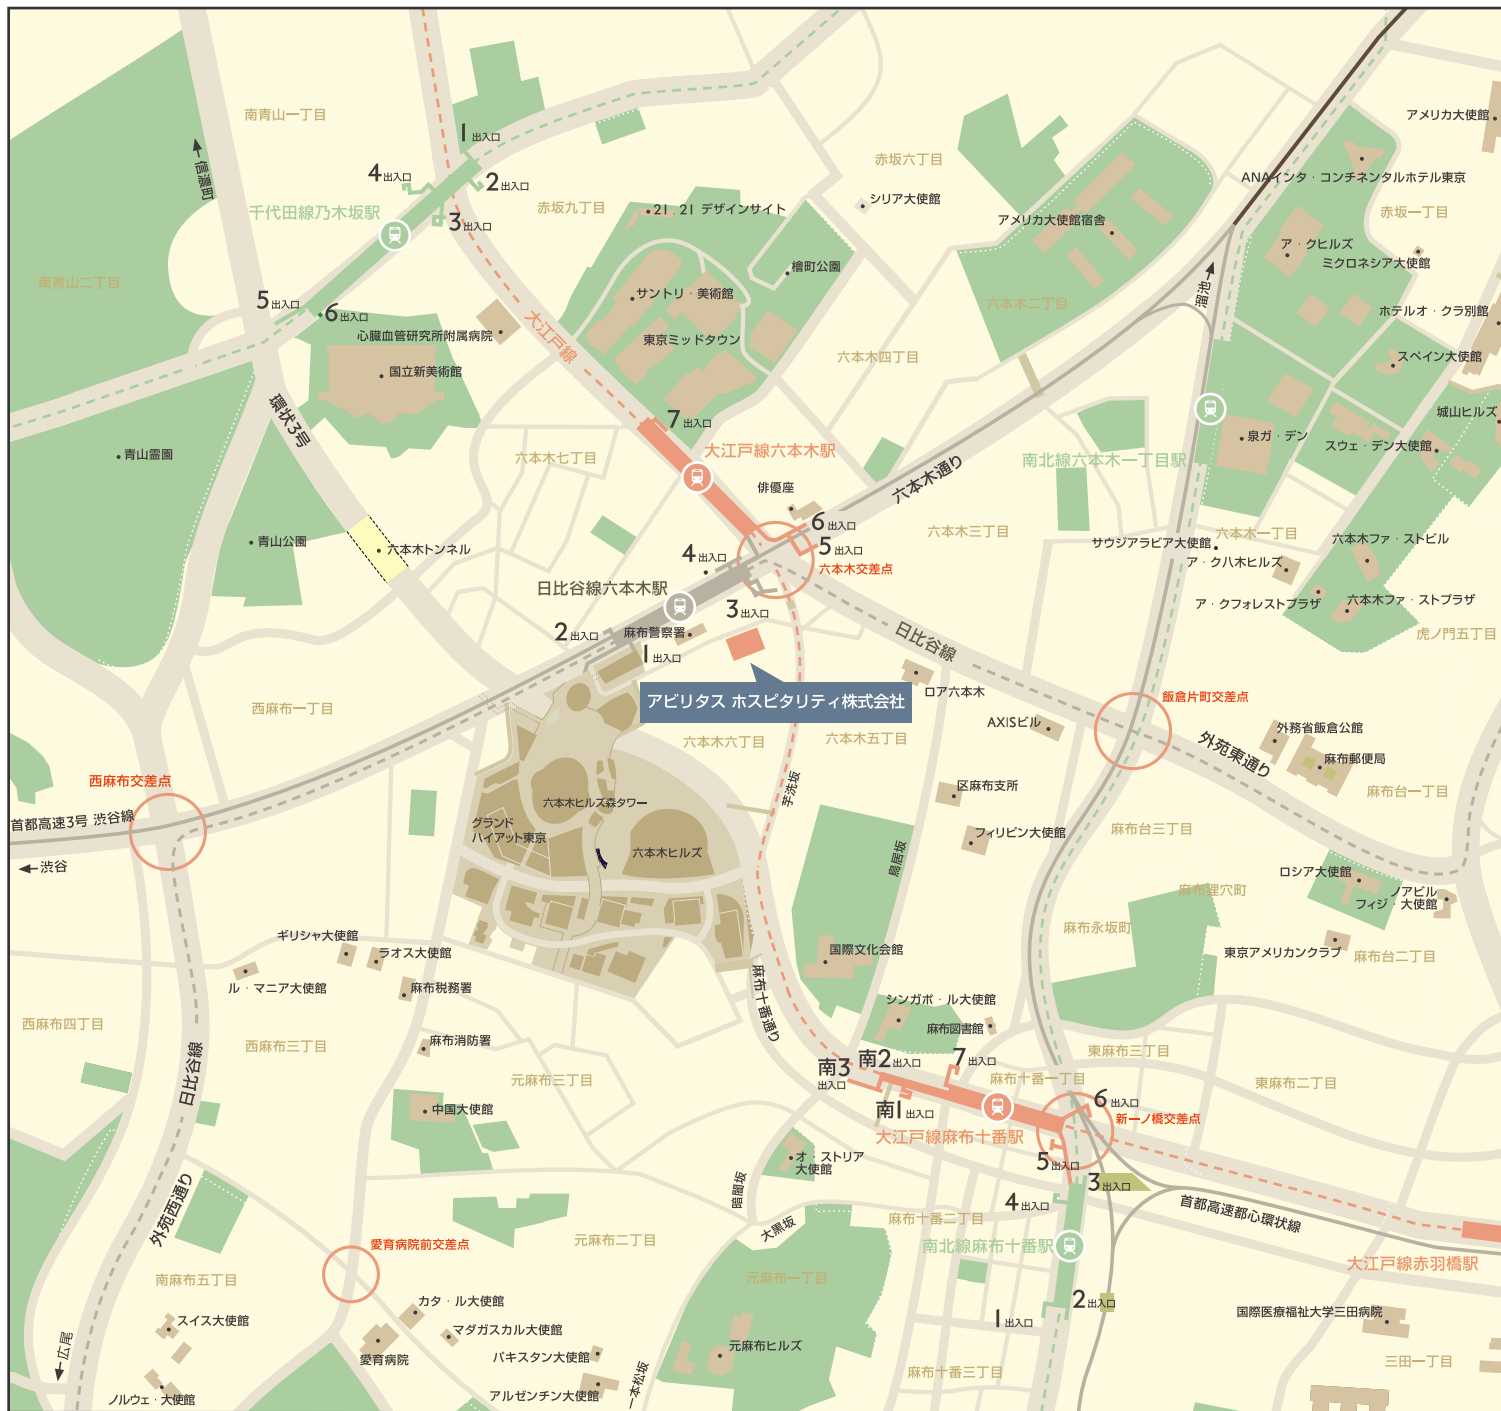 南青山一丁目
アメリカ大使館
1 出入口
信濃町
4 出入口
2 出入口
赤坂六丁目
ANAインタ・コンチネンタルホテル東京
千代田線乃木坂駅
3 出入口
赤坂九丁目
21_21 デザインサイト
シリア大使館
アメリカ大使館宿舎
赤坂一丁目
ア・クヒルズ
ミクロネシア大使館
南青山二丁目
檜町公園
5 出入口
6 出入口
サントリ・美術館
六本木二丁目
溜池
ホテルオ・クラ別館
心臓血管研究所附属病院
大江戸線
東京ミッドタウン
六本木四丁目
スペイン大使館
国立新美術館
環状3号
7 出入口
城山ヒルズ
大江戸線六本木駅
泉ガ・デン
スウェ・デン大使館
青山霊園
六本木七丁目
南北線六本木一丁目駅
俳優座
六本木通り
6 出入口
六本木三丁目
六本木一丁目
青山公園
六本木トンネル
4 出入口
5 出入口
サウジアラビア大使館
六本木ファ・ストビル
六本木交差点
ア・ク八木ヒルズ
日比谷線六本木駅
3 出入口
ア・クフォレストプラザ
六本木ファ・ストプラザ
2 出入口
麻布警察署
1 出入口
日比谷線
虎ノ門五丁目
アビリタス ホスピタリティ株式会社
ロア六本木
飯倉片町交差点
西麻布一丁目
AXISビル
外務省飯倉公館
六本木六丁目
六本木五丁目
外苑東通り
麻布郵便局
西麻布交差点
芋洗坂
区麻布支所
麻布台一丁目
六本木ヒルズ森タワー
首都高速3号 渋谷線
グランド
ハイアット東京
フィリピン大使館
麻布台三丁目
六本木ヒルズ
鳥居坂
渋谷
ロシア大使館
麻布狸穴町
ノアビル
フィジ・大使館
麻布永坂町
ギリシャ大使館
ラオス大使館
国際文化会館
東京アメリカンクラブ
麻布台二丁目
ル・マニア大使館
麻布税務署
麻布十番通り
シンガポ・ル大使館
西麻布四丁目
麻布図書館
西麻布三丁目
麻布消防署
日比谷線
元麻布三丁目
南3
出入口
南2 出入口
7 出入口
東麻布三丁目
麻布十番一丁目
東麻布二丁目
中国大使館
南1 出入口
6 出入口
新一ノ橋交差点
大江戸線麻布十番駅
オ・ストリア
大使館
5 出入口
暗闇坂
3 出入口
外苑西通り
4 出入口
首都高速都心環状線
大黒坂
麻布十番二丁目
愛育病院前交差点
元麻布二丁目
南北線麻布十番駅
大江戸線赤羽橋駅
南麻布五丁目
元麻布一丁目
カタ・ル大使館
2 出入口
国際医療福祉大学三田病院
スイス大使館
マダガスカル大使館
1 出入口
広尾
愛育病院
パキスタン大使館
元麻布ヒルズ
三田一丁目
一本松坂
麻布十番三丁目
ノルウェ・大使館
アルゼンチン大使館